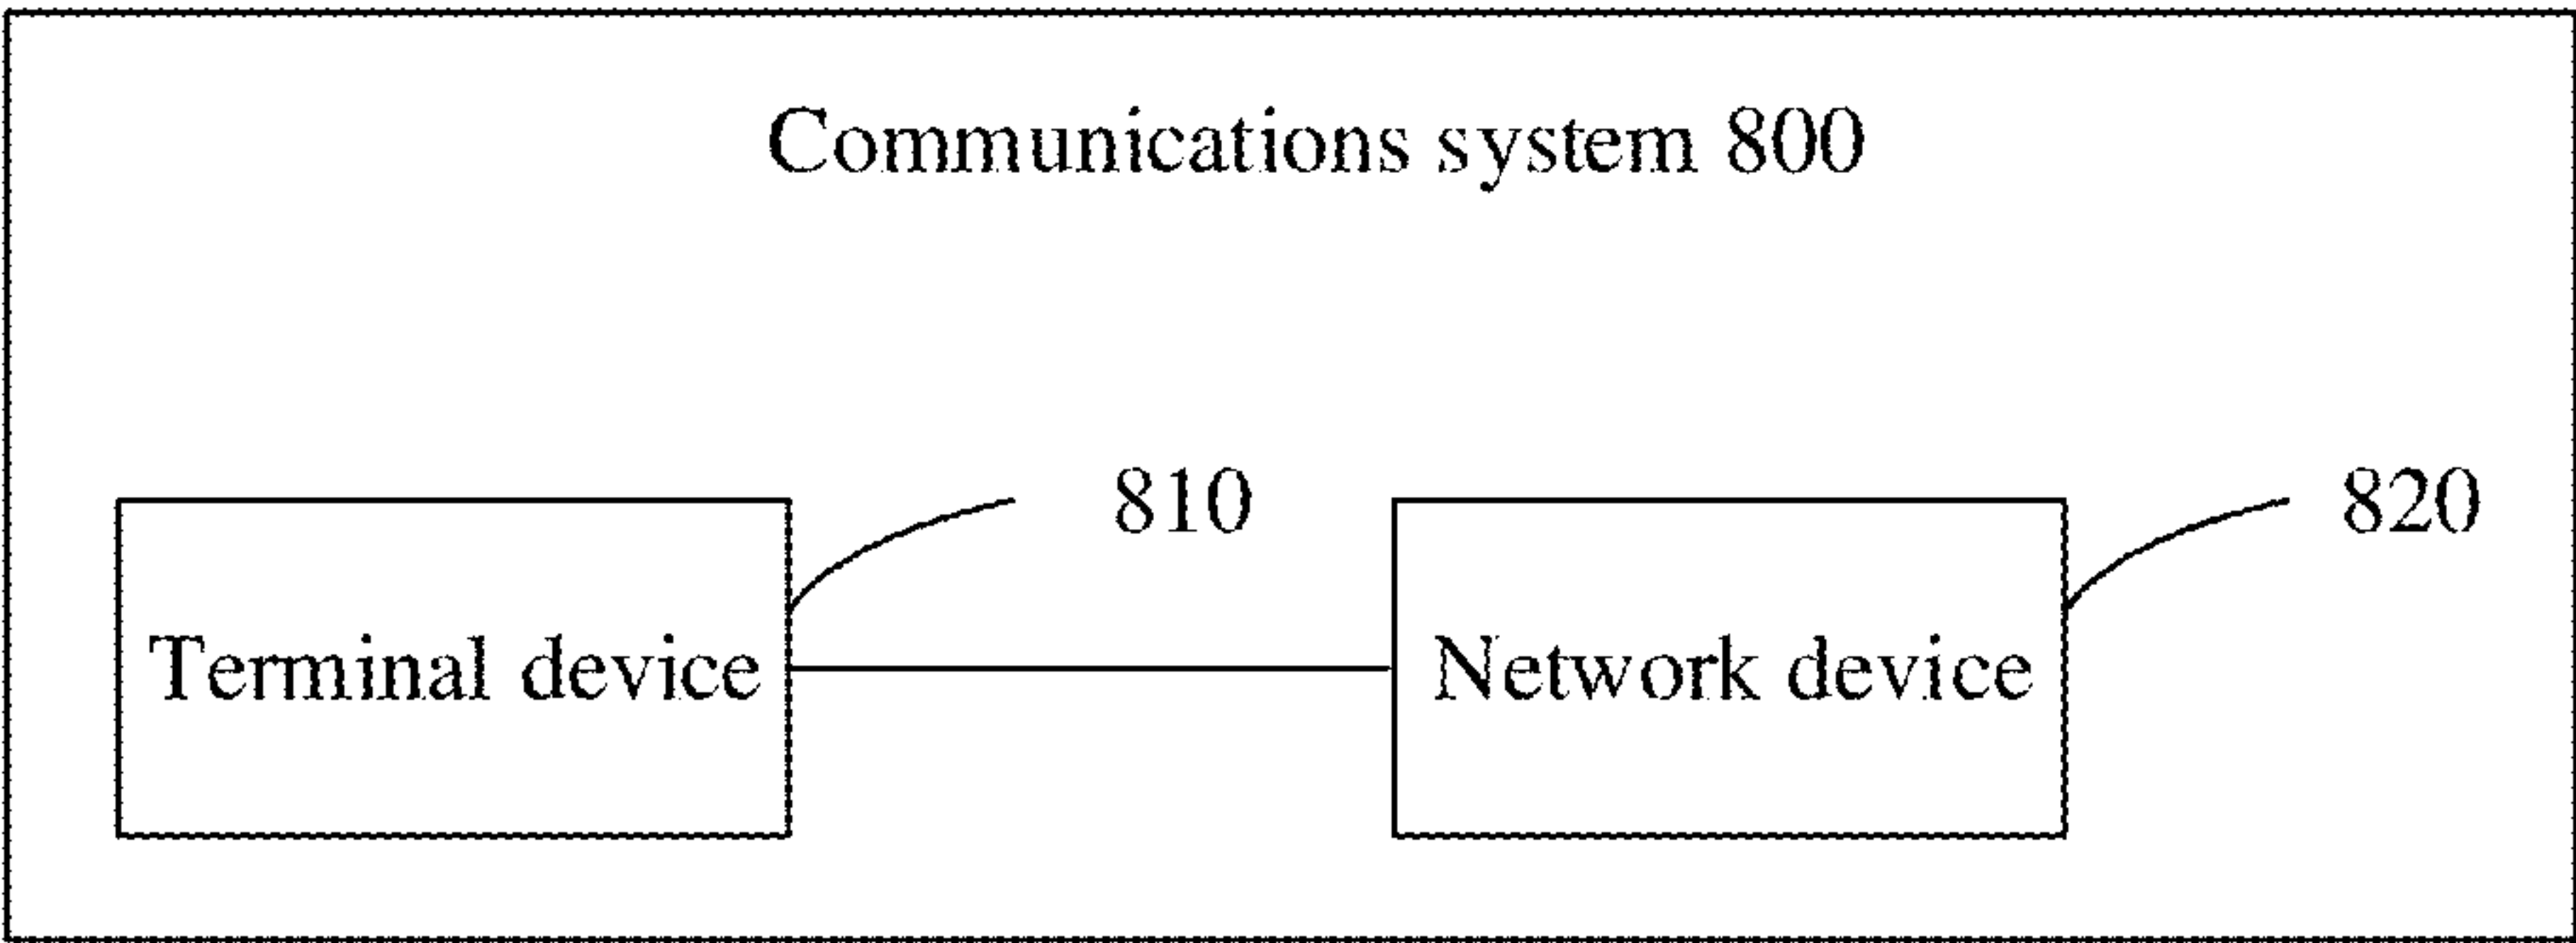 Communications system 800
810
820
Terminal device
Network device